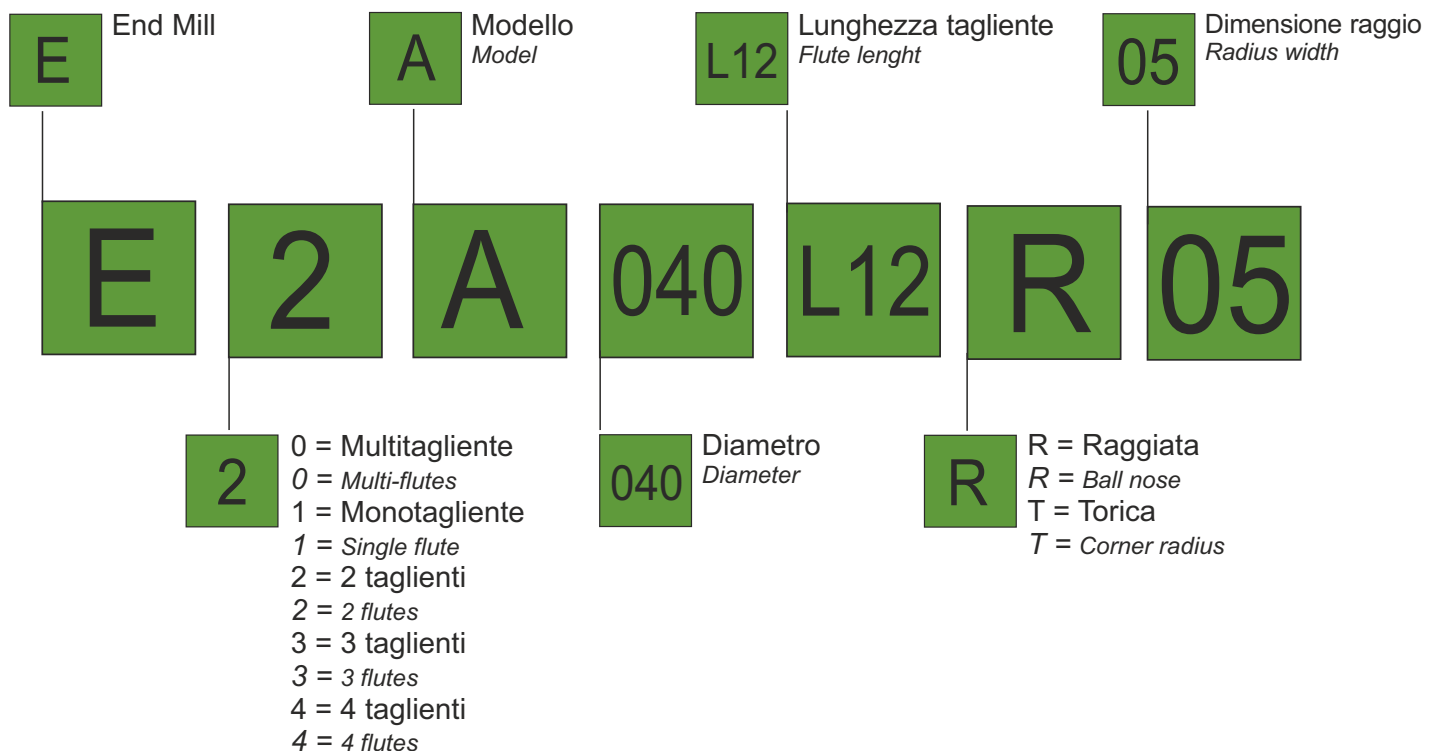 E
End Mill
A
Modello
Model
L12
Lunghezza tagliente
Flute lenght
05
Dimensione raggio
Radius width
E 2 A 040 L12 R 05
2
0 = Multitagliente
0 = Multi-flutes
1 = Monotagliente
1 = Single flute
2 = 2 taglienti
2 = 2 flutes
3 = 3 taglienti
3 = 3 flutes
4 = 4 taglienti
4 = 4 flutes
040
Diametro
Diameter
R
R = Raggiata
R = Ball nose
T = Torica
T = Corner radius